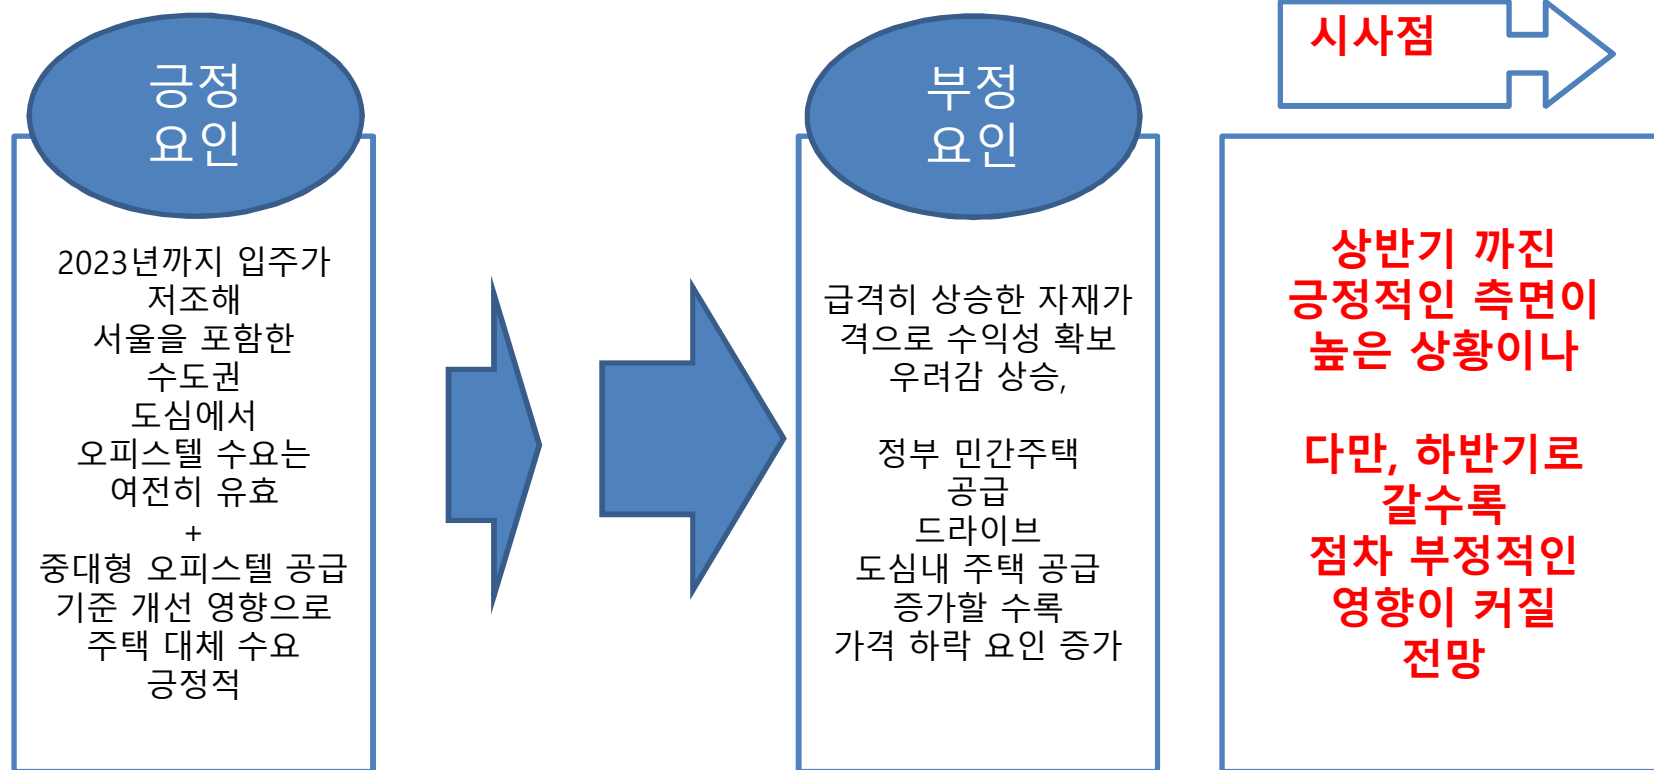 긍정
요인
2023년까지 입주가
저조해
서울을 포함한
수도권
도심에서
오피스텔 수요는
여전히 유효
+
중대형 오피스텔 공급
기준 개선 영향으로
주택 대체 수요
긍정적
부정
요인
급격히 상승한 자재가
격으로 수익성 확보
우려감 상승,
정부 민간주택
공급
드라이브
도심내 주택 공급
증가할 수록
가격 하락 요인 증가
시사점
상반기 까진
긍정적인 측면이
높은 상황이나
다만, 하반기로
갈수록
점차 부정적인
영향이 커질
전망